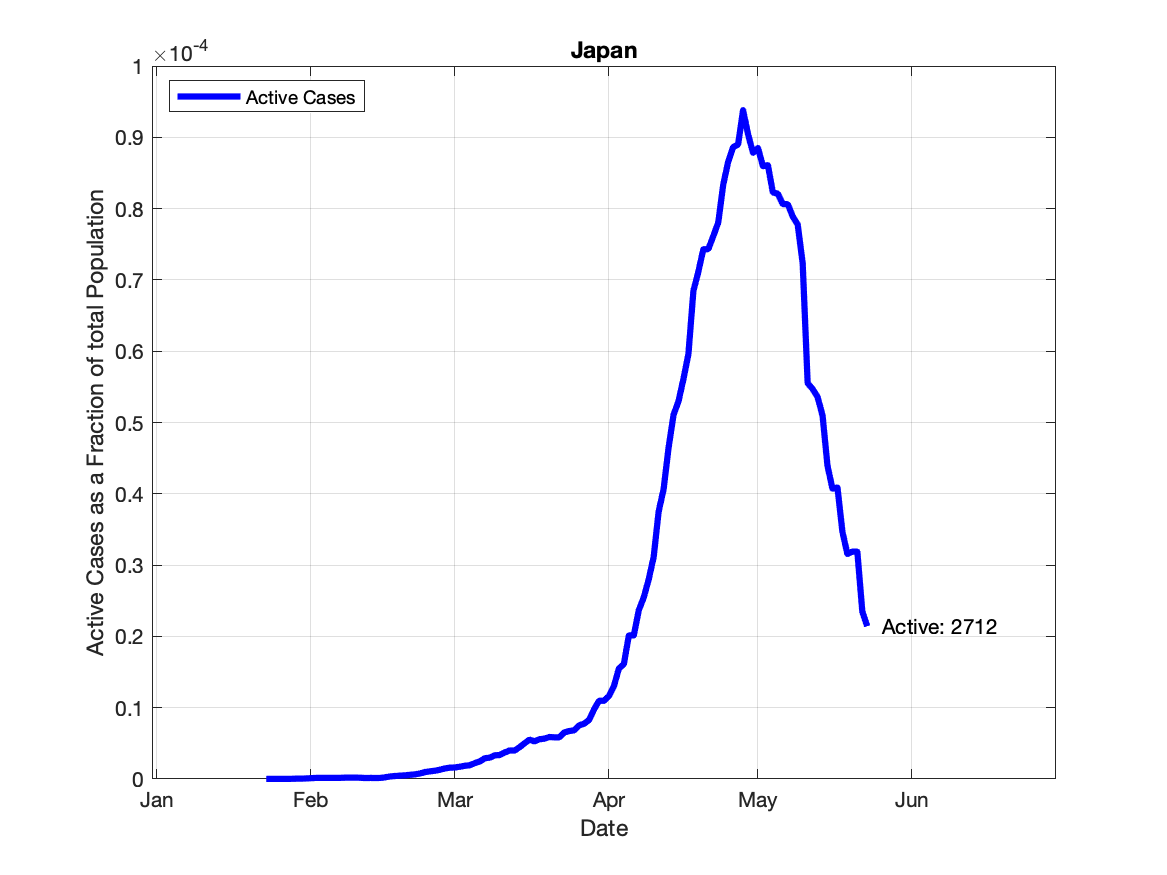 Japan
×10-4
Active Cases
1
0.9
0.8
0.7
0.6
0.5
0.4
0.3
0.2
0.1
0
Active Cases as a Fraction of total Population
Active: 2712
Jan Feb Mar Apr May Jun
Date